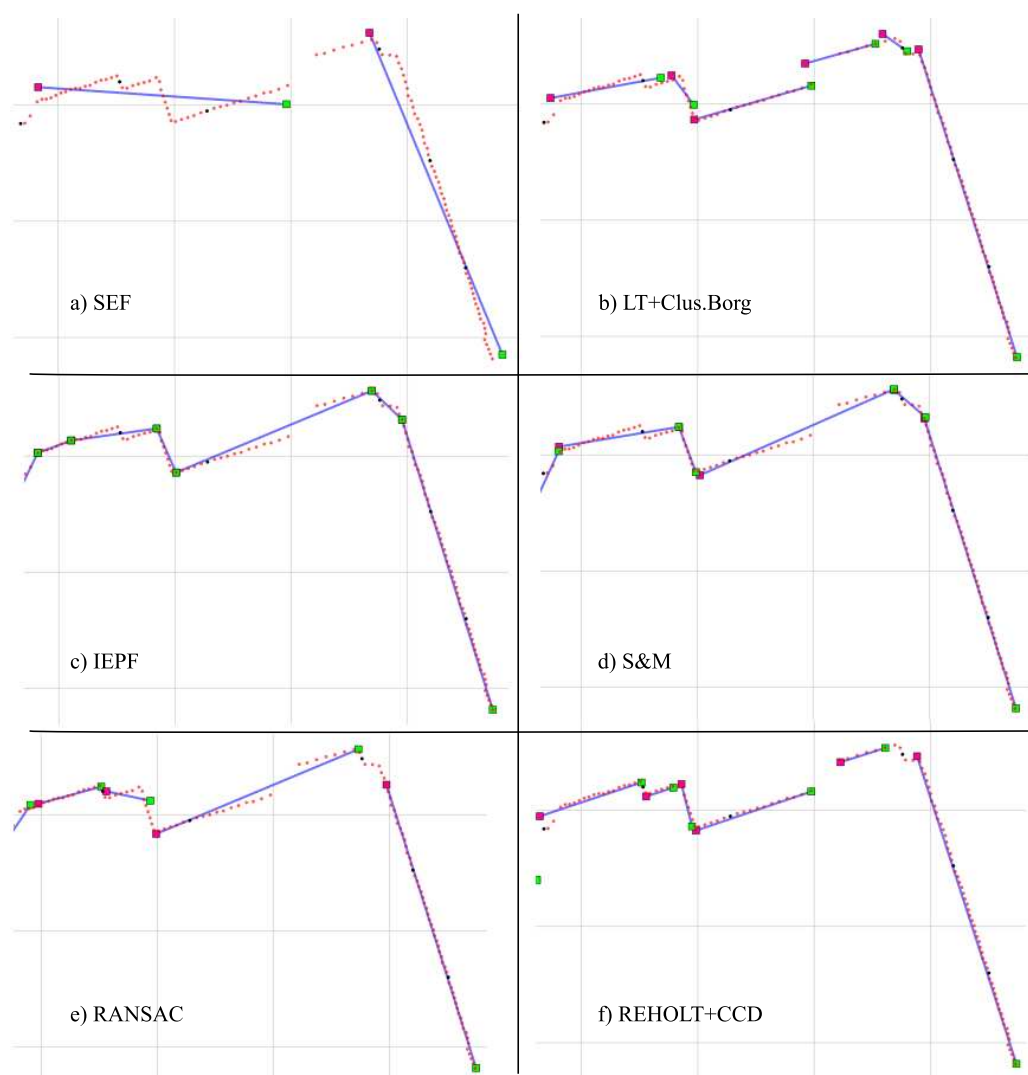 a) SEF
b) LT+Clus.Borg
c) IEPF
d) S&M
e) RANSAC
f) REHOLT+CCD